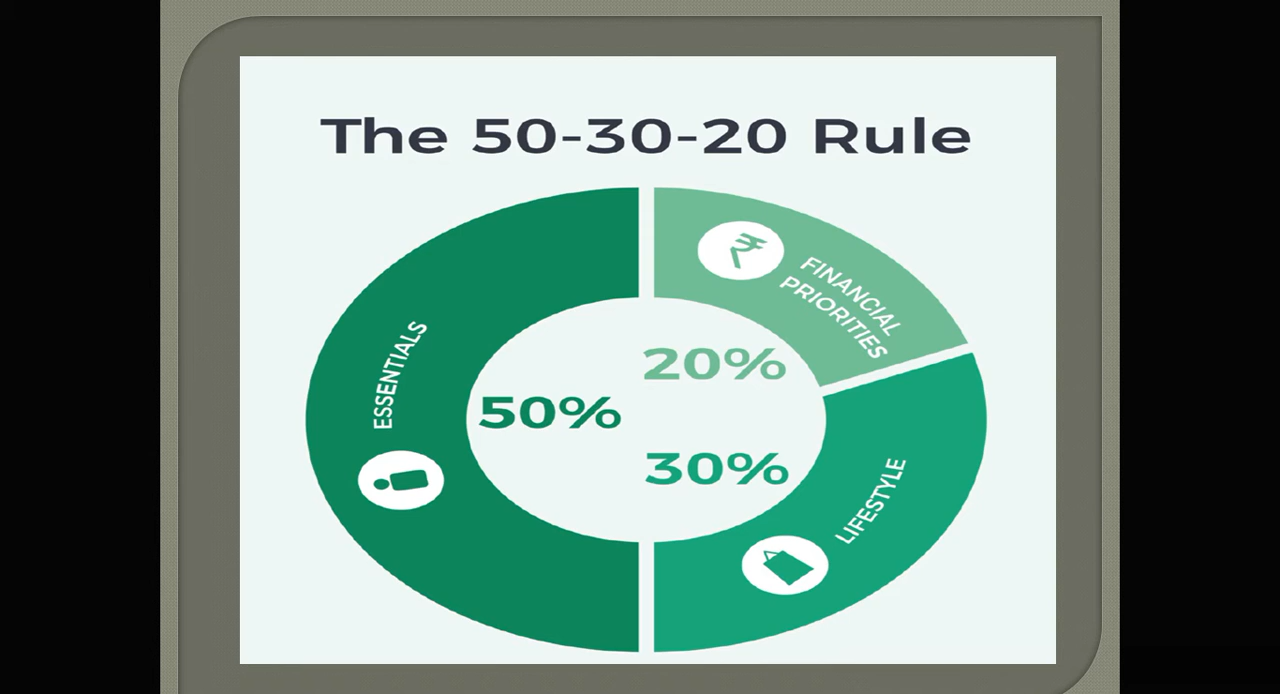 The 50-30-20 Rule
₹
FINANCIAL
PRIORITIES
20%
ESSENTIALS
50%
30%
LIFESTYLE